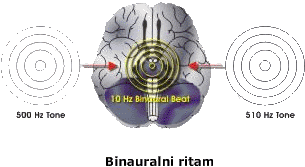 10 Hz Binaural Beat
500 Hz Tone
510 Hz Tone
Binauralni ritam